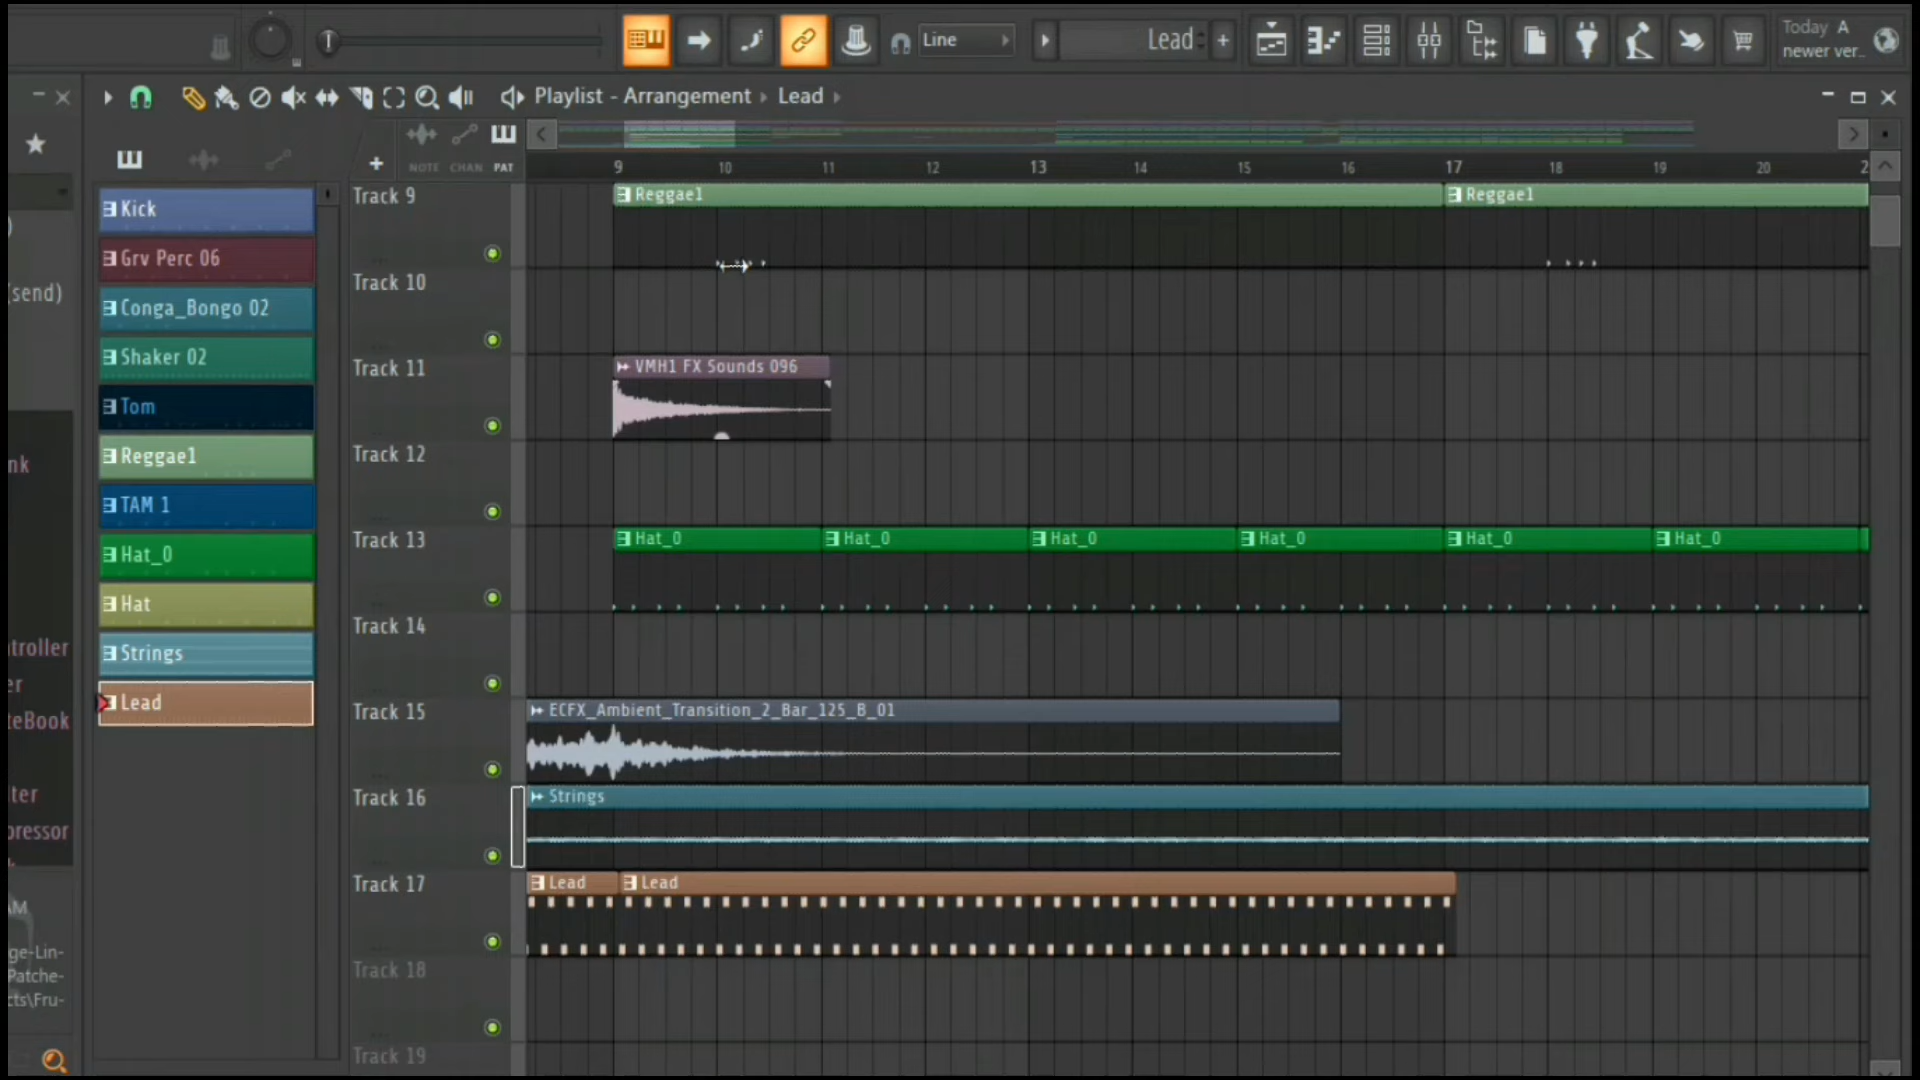 Line
Lead
Today A
newer ver..
Playlist - Arrangement › Lead
NOTE CHAN PAT
9 10 11 12 13 14 15 16 17 18 19 20 2
Kick
Grv Perc 06
Conga_Bongo 02
Shaker 02
Tom
Reggae1
TAM 1
Hat_0
Hat
Strings
Lead
(send)
nk
troller
er
teBook
ter
pressor
AM
ge-Lin-
Patche-
cts\Fru-
Track 9
Reggae1
Reggae1
Track 10
Track 11
VMH1 FX Sounds 096
Track 12
Track 13
Hat_0
Hat_0
Hat_0
Hat_0
Hat_0
Hat_0
Track 14
Track 15
ECFX_Ambient_Transition_2_Bar_125_B_01
Track 16
Strings
Track 17
Lead
Lead
Track 18
Track 19